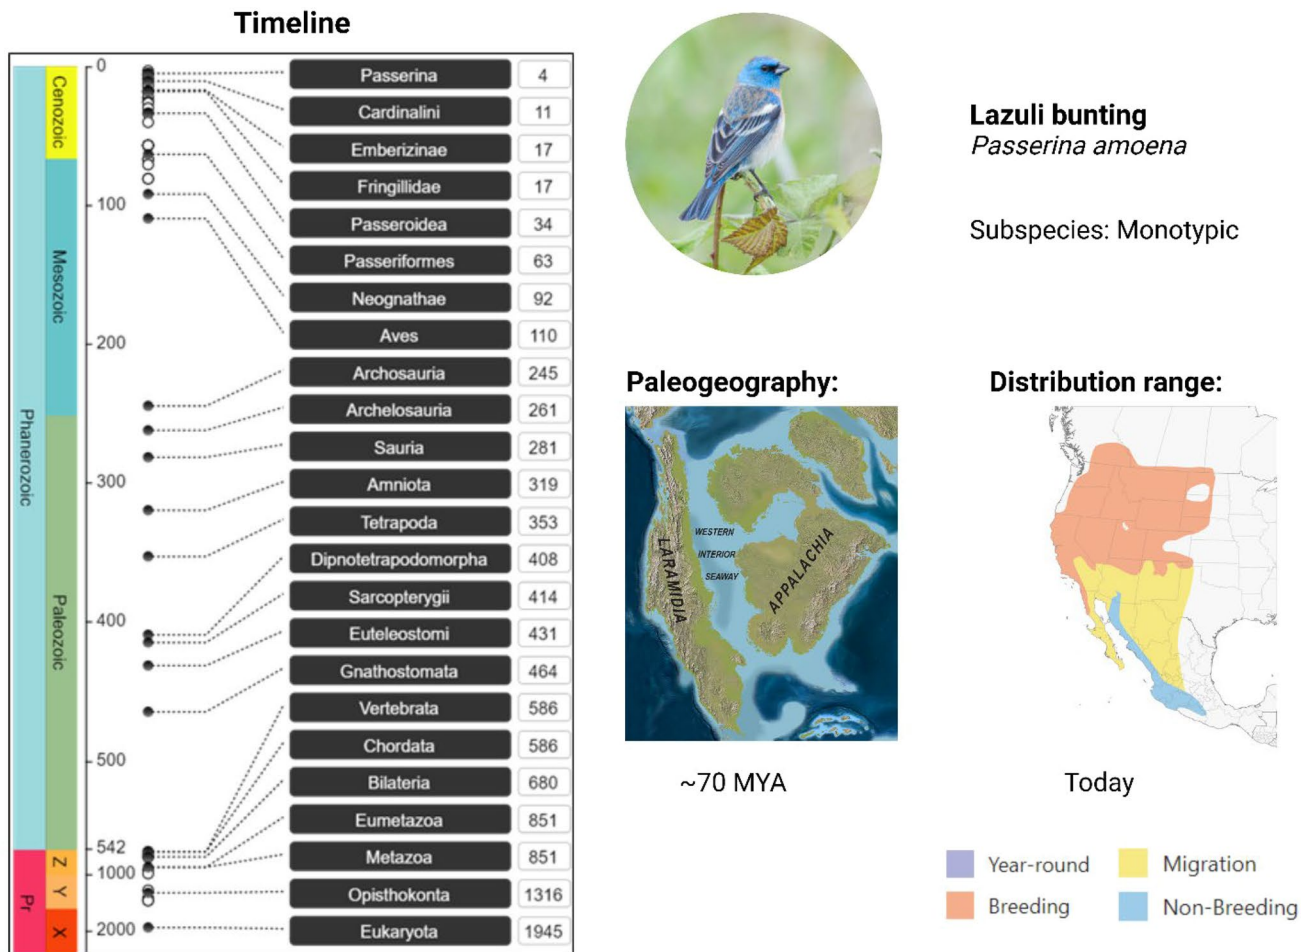 Timeline
0
100
200
300
400
500
542
1000
2000
Phanerozoic
Pr
Cenozoic
Mesozoic
Paleozoic
Z
Y
X
Passerina 4
Cardinalini 11
Emberizinae 17
Fringillidae 17
Passeroidea 34
Passeriformes 63
Neognathae 92
Aves 110
Archosauria 245
Archelosauria 261
Sauria 281
Amniota 319
Tetrapoda 353
Dipnotetrapodomorpha 408
Sarcopterygii 414
Euteleostomi 431
Gnathostomata 464
Vertebrata 586
Chordata 586
Bilateria 680
Eumetazoa 851
Metazoa 851
Opisthokonta 1316
Eukaryota 1945
Lazuli bunting
Passerina amoena
Subspecies: Monotypic
Paleogeography:
LARAMIDIA
WESTERN
INTERIOR
SEAWAY
APPALACHIA
~70 MYA
Distribution range:
Today
Year-round
Migration
Breeding
Non-Breeding